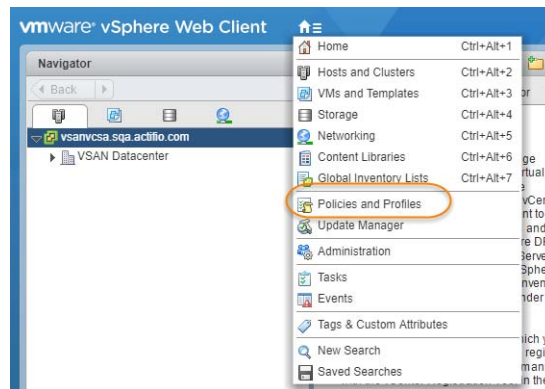 vmware® vSphere Web Client
Navigator
Back
vsanvcsa.sqa.actifio.com
VSAN Datacenter
Home Ctrl+Alt+1
Hosts and Clusters Ctrl+Alt+2
VMs and Templates Ctrl+Alt+3
Storage Ctrl+Alt+4
Networking Ctrl+Alt+5
Content Libraries Ctrl+Alt+6
Global Inventory Lists Ctrl+Alt+7
Policies and Profiles
Update Manager
Administration
Tasks
Events
Tags & Custom Attributes
New Search
Saved Searches